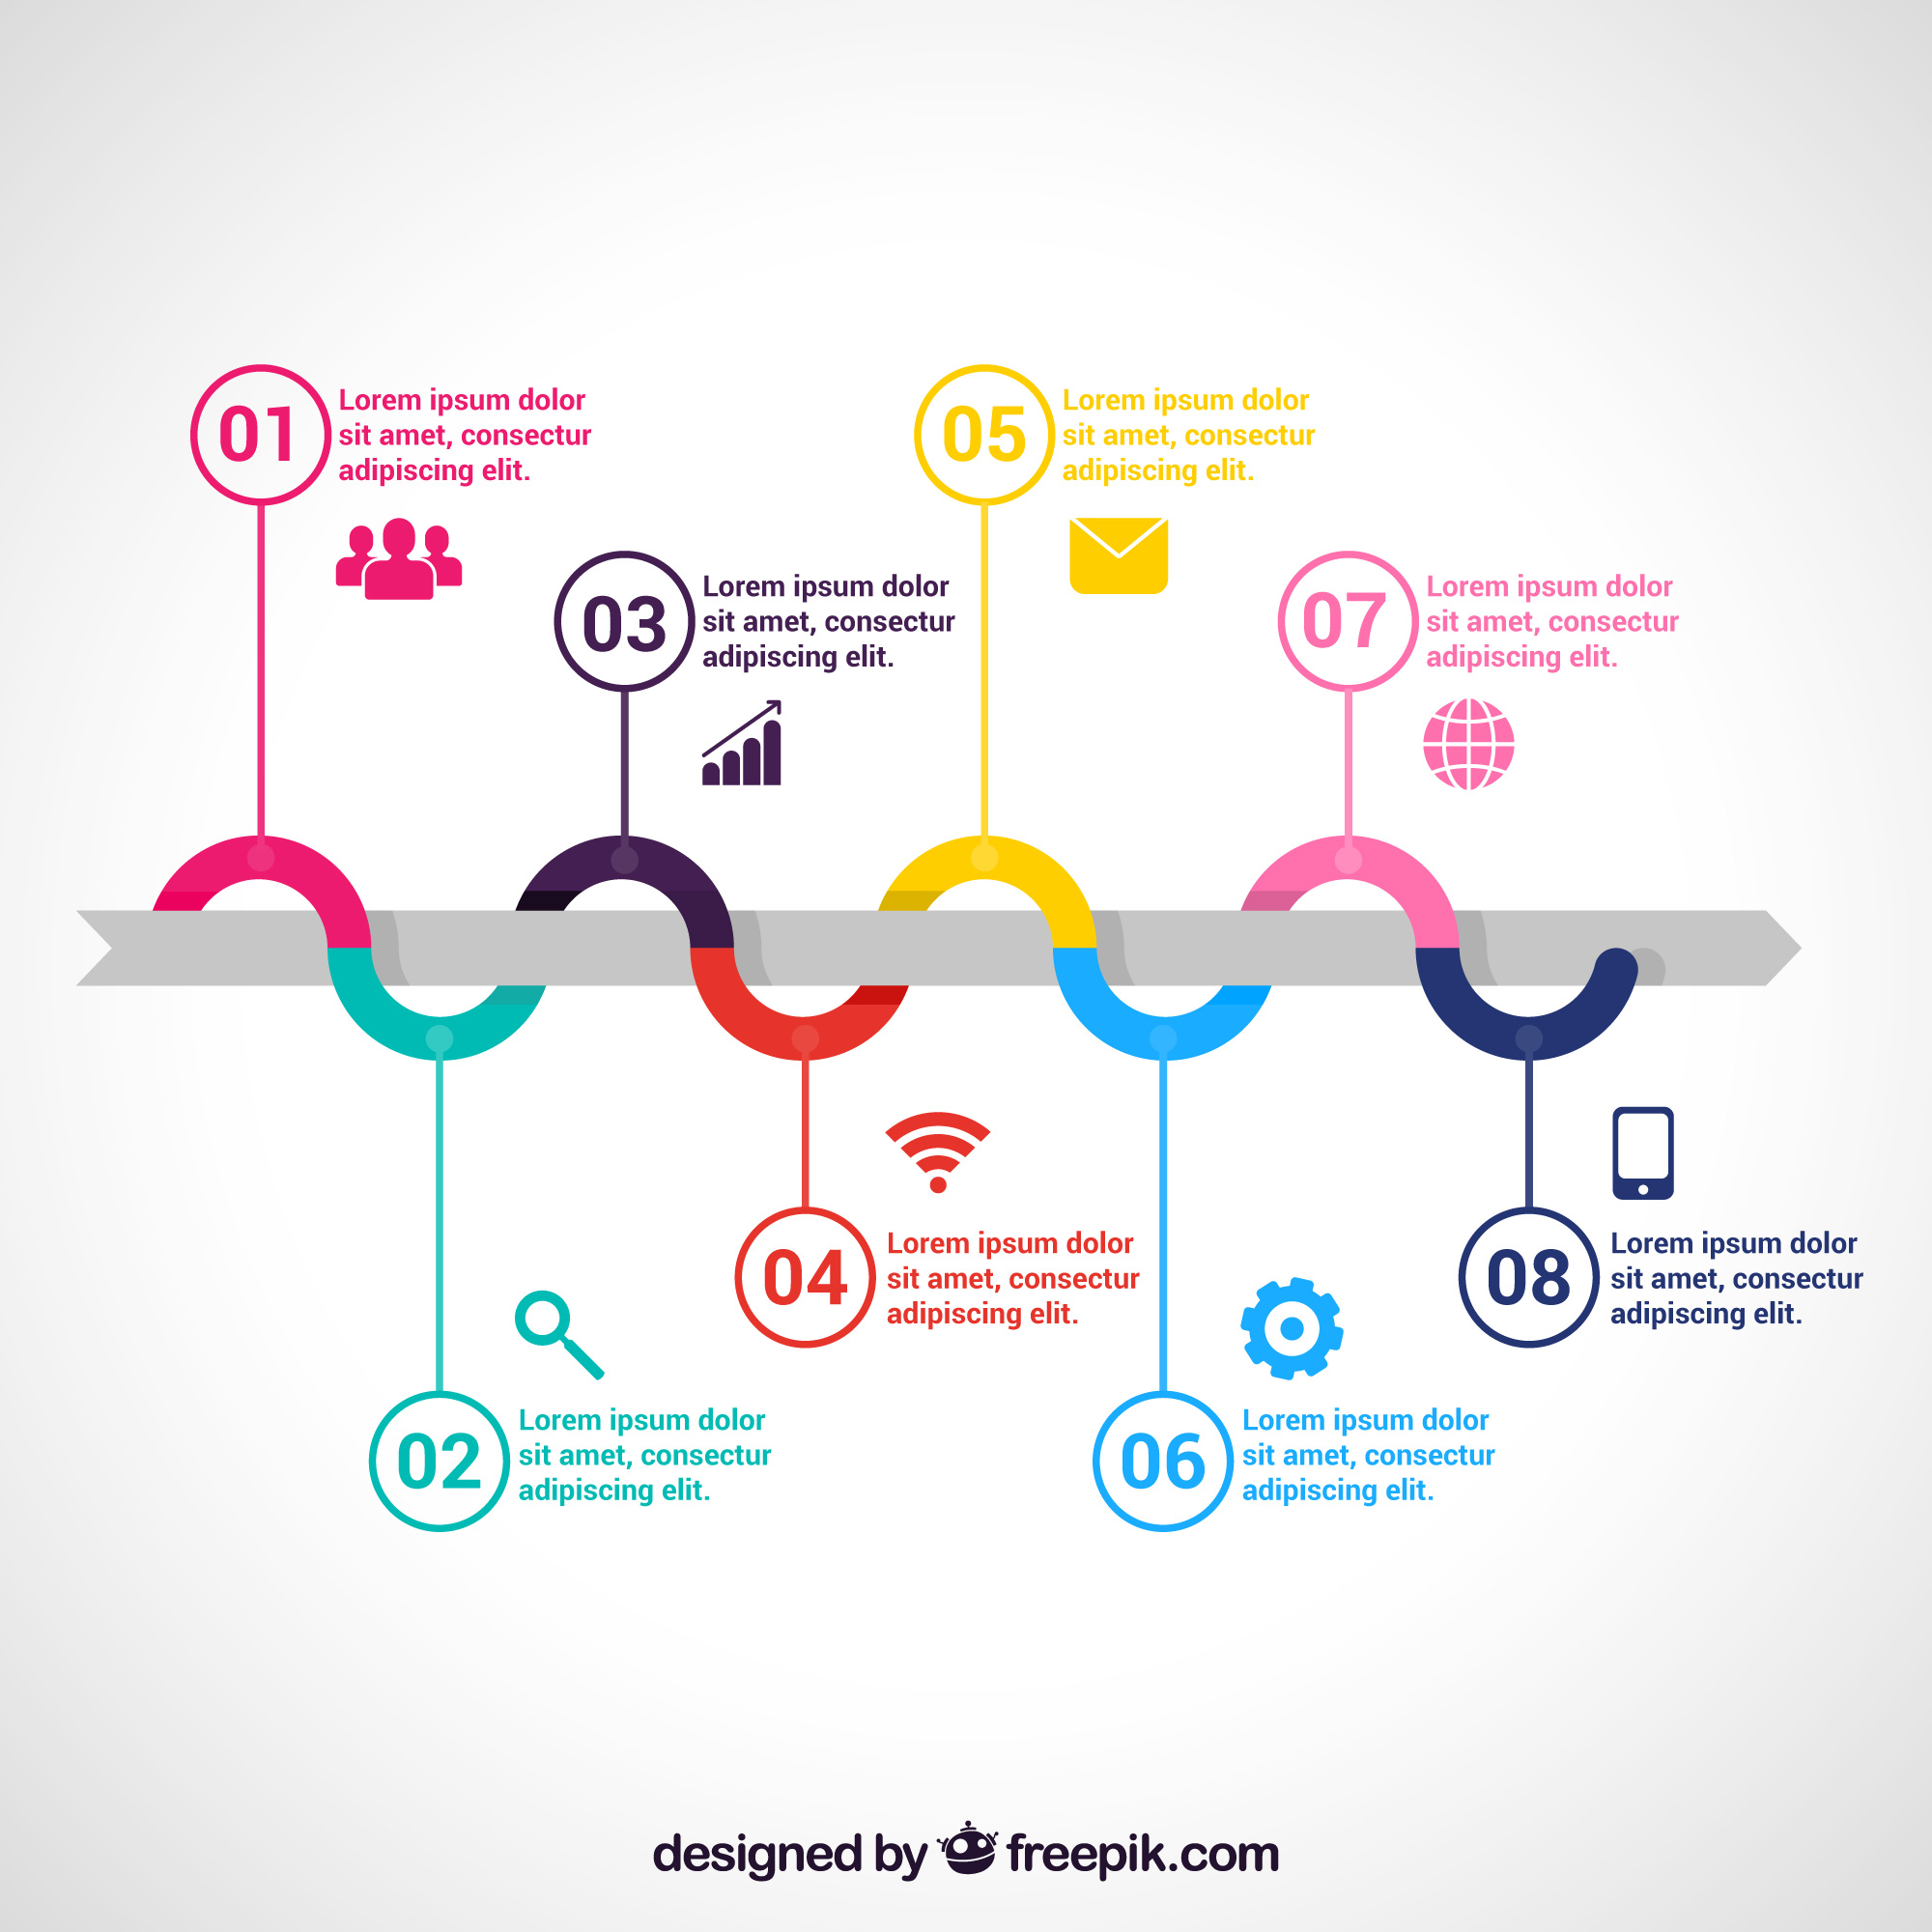 01
Lorem ipsum dolor
sit amet, consectur
adipiscing elit.
02
Lorem ipsum dolor
sit amet, consectur
adipiscing elit.
03
Lorem ipsum dolor
sit amet, consectur
adipiscing elit.
04
Lorem ipsum dolor
sit amet, consectur
adipiscing elit.
05
Lorem ipsum dolor
sit amet, consectur
adipiscing elit.
06
Lorem ipsum dolor
sit amet, consectur
adipiscing elit.
07
Lorem ipsum dolor
sit amet, consectur
adipiscing elit.
08
Lorem ipsum dolor
sit amet, consectur
adipiscing elit.
designed by freepik.com